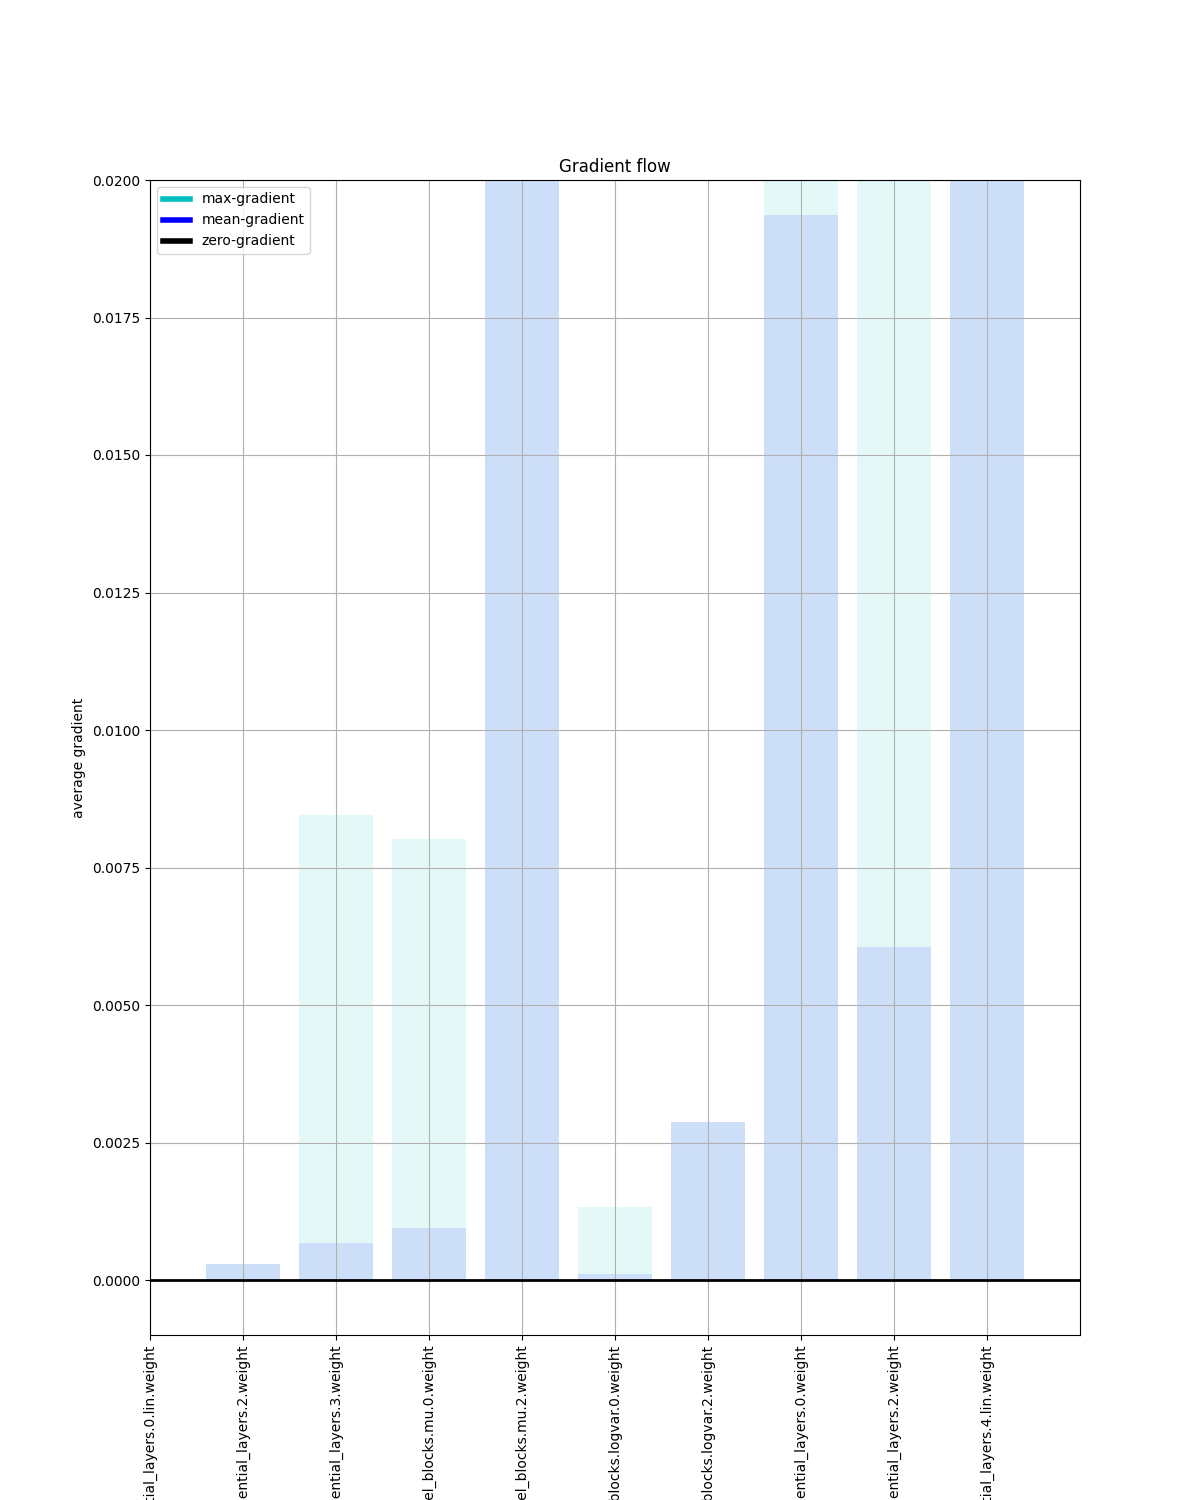 Gradient flow
max-gradient
mean-gradient
zero-gradient
0.0200
0.0175
0.0150
0.0125
0.0100
0.0075
0.0050
0.0025
0.0000
average gradient
tial_layers.0.lin.weight
ential_layers.2.weight
ential_layers.3.weight
el_blocks.mu.0.weight
el_blocks.mu.2.weight
blocks.logvar.0.weight
blocks.logvar.2.weight
ential_layers.0.weight
ential_layers.2.weight
tial_layers.4.lin.weight